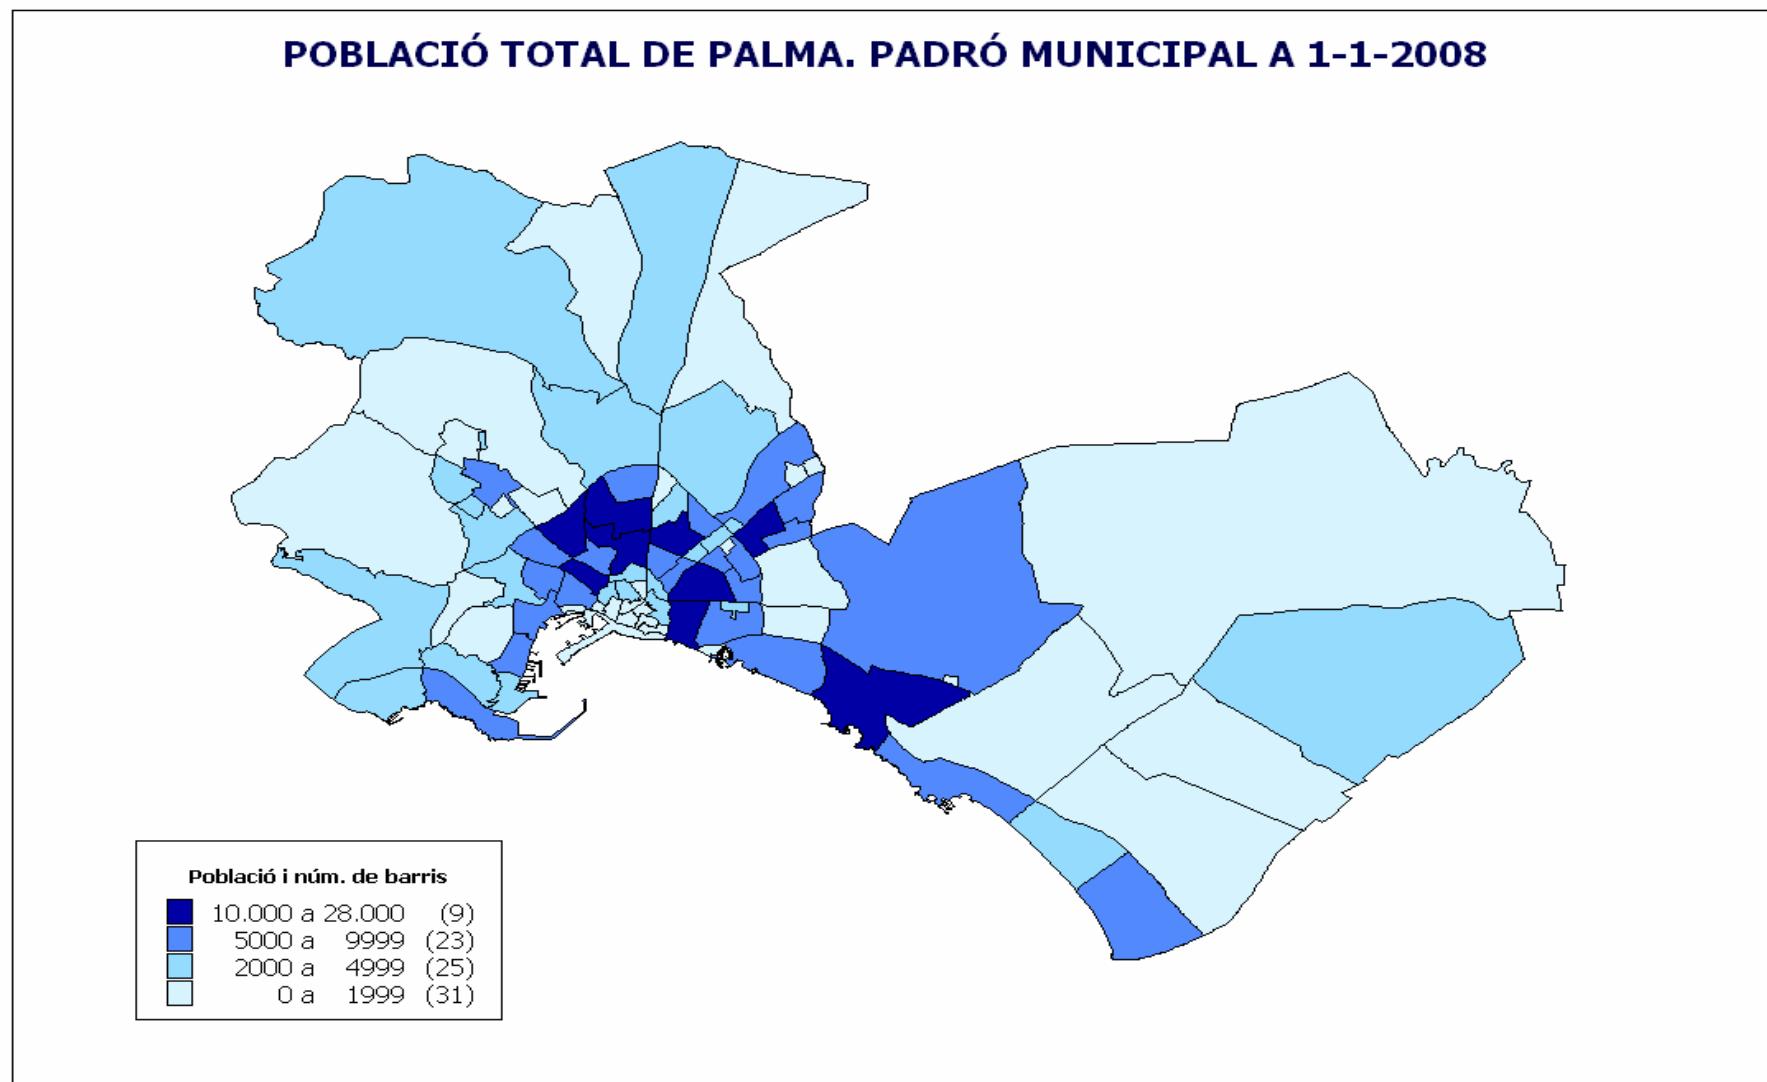 POBLACIÓ TOTAL DE PALMA. PADRÓ MUNICIPAL A 1-1-2008
Població i núm. de barris
10.000 a 28.000 (9)
5000 a 9999 (23)
2000 a 4999 (25)
0 a 1999 (31)